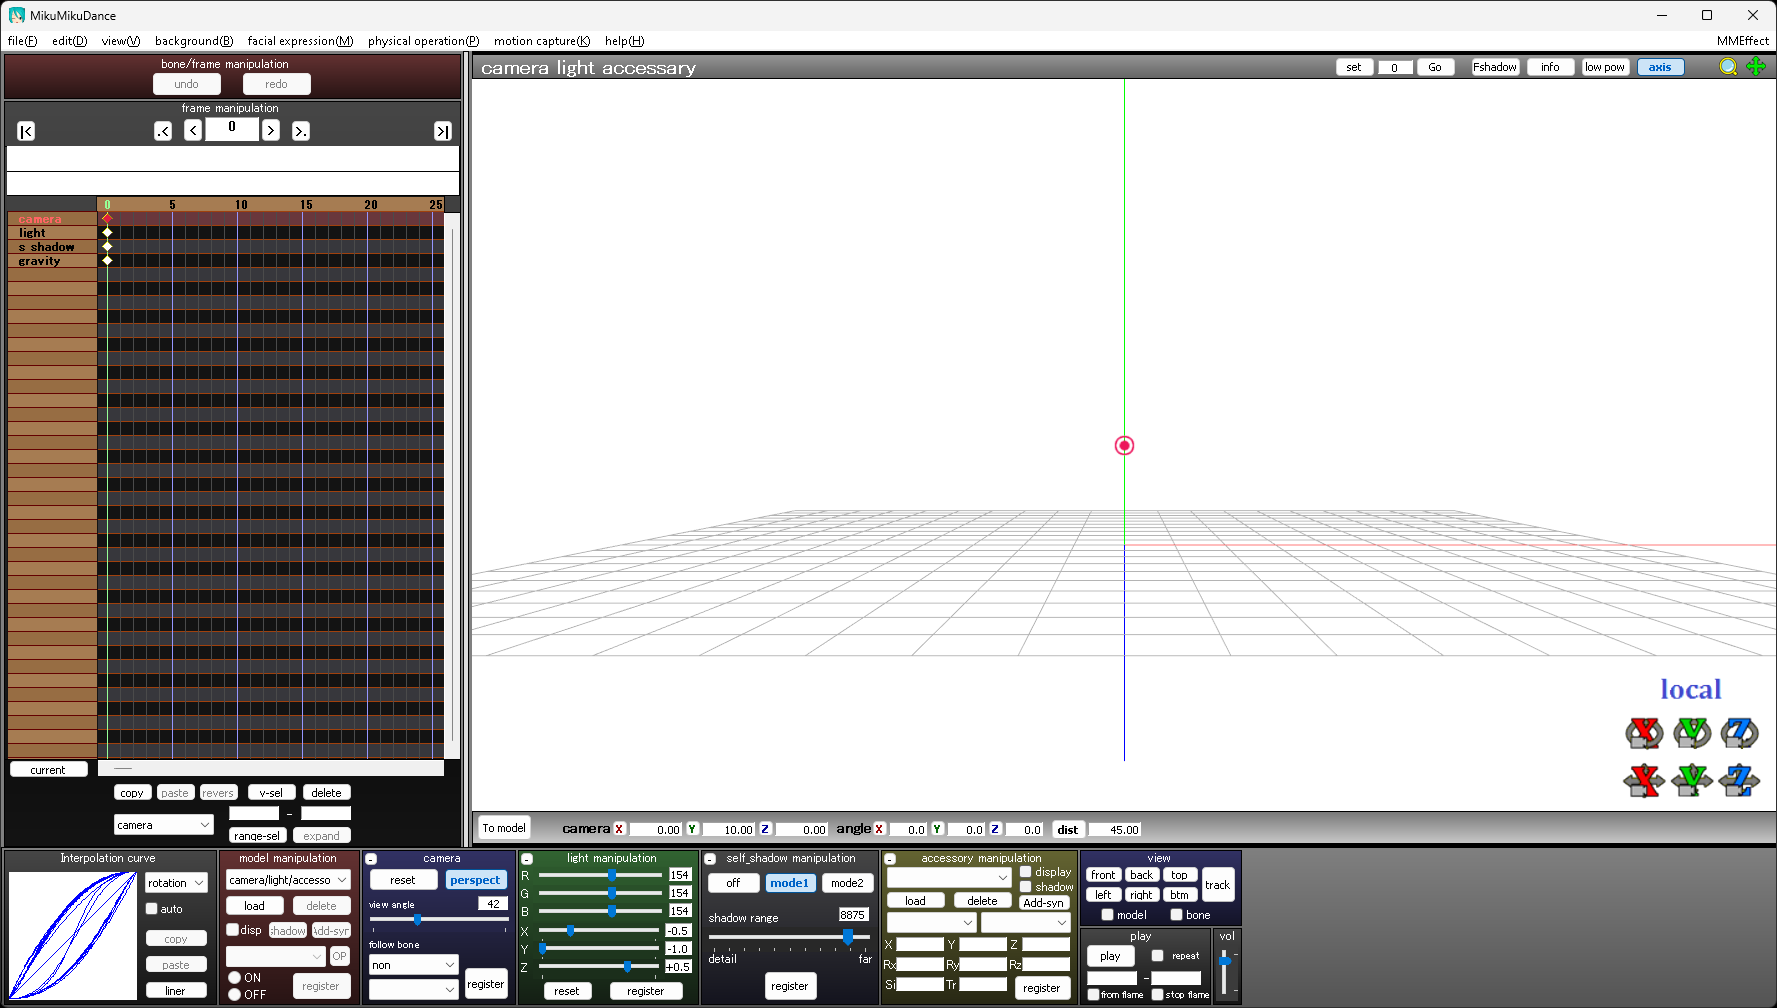 MikuMikuDance
file(F) edit(D) view(V) background(B) facial expression(M) physical operation(P) motion capture(K) help(H) MMEffect
bone/frame manipulation
undo redo
frame manipulation
|< .< < 0 > >. >|
0 5 10 15 20 25
camera
light
s shadow
gravity
current
copy paste revers v-sel delete
camera -
range-sel expand
camera light accessary
set 0 Go Fshadow info low pow axis
local
X Y Z
X Y Z
To model camera X 0.00 Y 10.00 Z 0.00 angle X 0.0 Y 0.0 Z 0.0 dist 45.00
Interpolation curve
rotation
auto
copy
paste
liner
model manipulation
camera/light/accesso
load delete
disp shadow Add-syn
OP
ON
OFF
register
- camera
reset perspect
view angle 42
follow bone
non
register
- light manipulation
R 154
G 154
B 154
X -0.5
Y -1.0
Z +0.5
reset register
- self_shadow manipulation
off mode1 mode2
shadow range 8875
detail far
register
- accessory manipulation
display
shadow
load delete Add-syn
X Y Z
Rx Ry Rz
Si Tr
register
view
front back top
left right btm
track
model bone
play
play repeat
-
from flame stop flame
vol